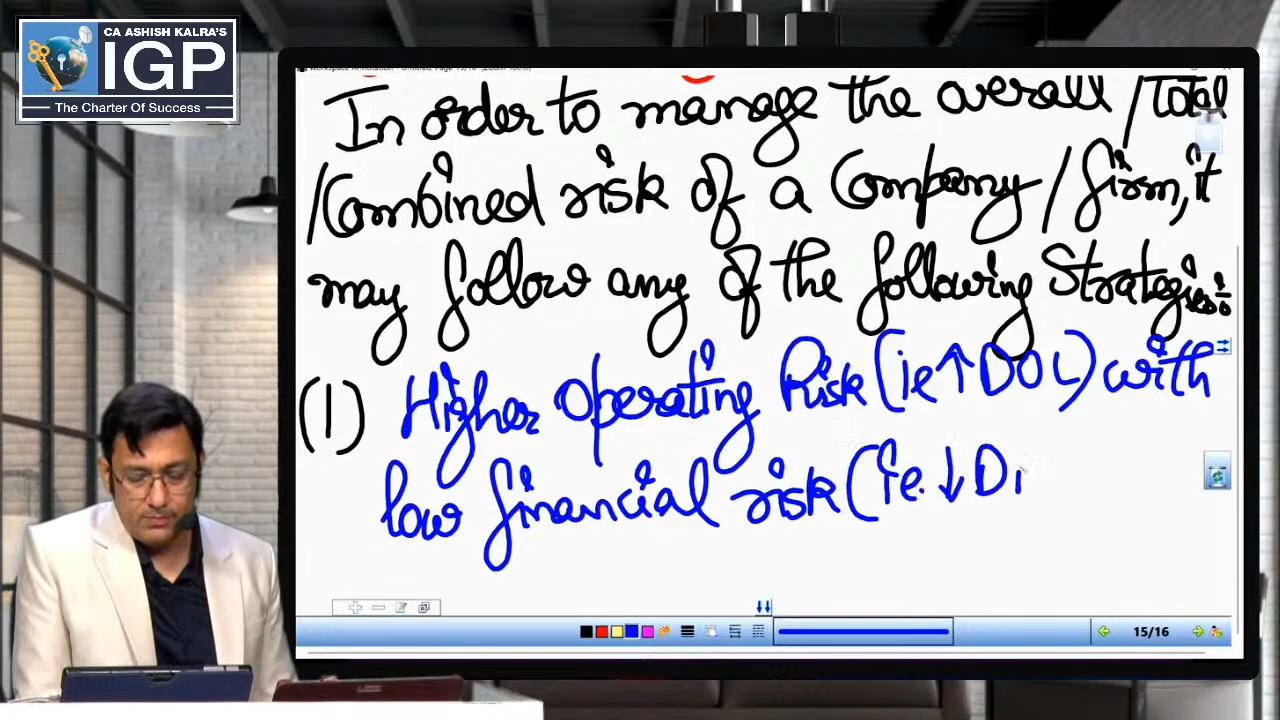 CA ASHISH KALRA'S
IGP
The Charter Of Success
In order to manage the overall / Total
/Combined risk of a Company / firm, it
may follow any of the following Strategies:-
(1) Higher Operating Risk (ie ↑ DOL) with
low financial risk (ie. ↓ D
15/16